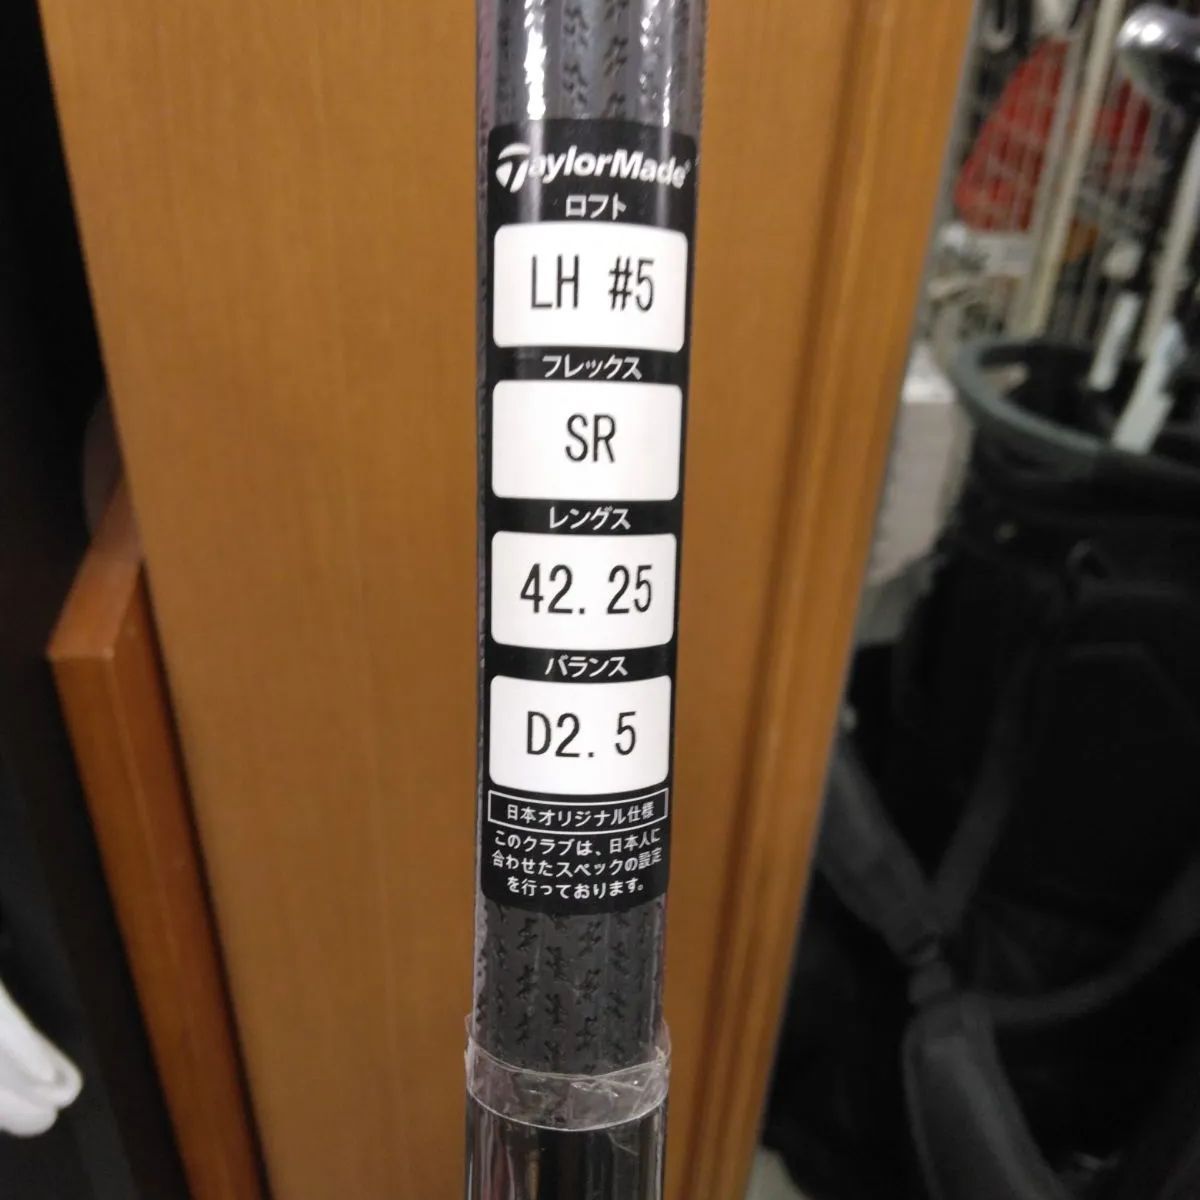 TaylorMade®
ロフト
LH #5
フレックス
SR
レングス
42.25
バランス
D2.5
日本オリジナル仕様
このクラブは、日本人に
合わせたスペックの設定
を行っております。